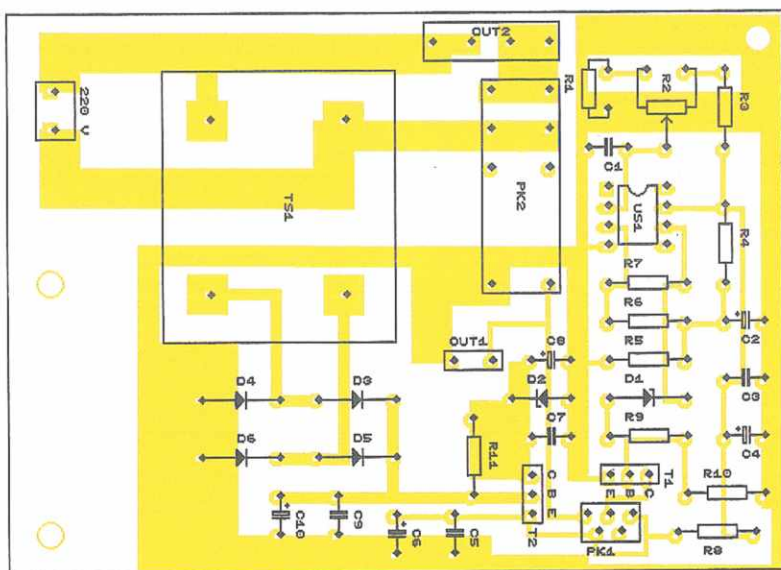 OUT2
220 V
R1
R2
R3
C1
TS1
PK2
US1
R4
R7
R6
R5
OUT1
C8
C2
D4
D3
D2
D1
C3
C7
R9
C4
D6
D5
R11
C
B
E
T2
E B C
T1
R10
C10
C9
C6
C5
PK1
R8